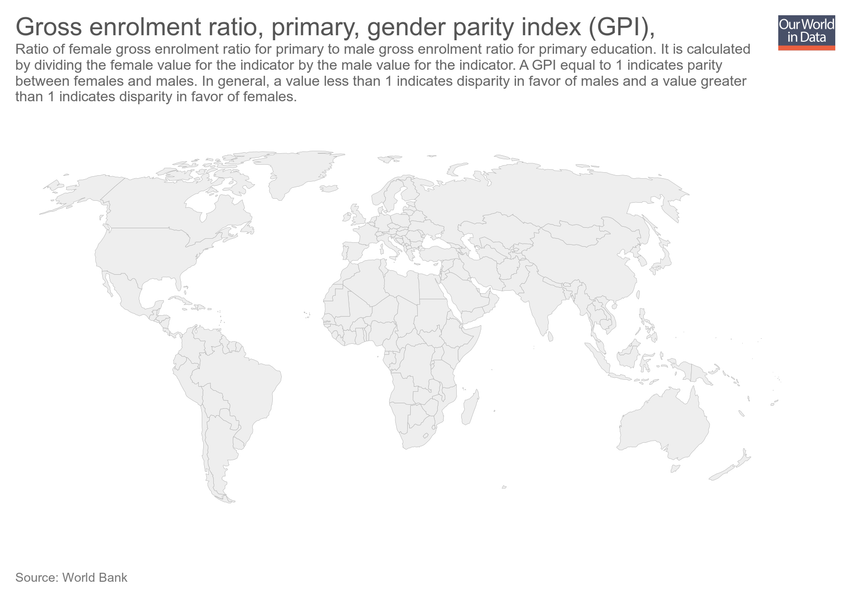 Gross enrolment ratio, primary, gender parity index (GPI),
Our World
in Data
Ratio of female gross enrolment ratio for primary to male gross enrolment ratio for primary education. It is calculated
by dividing the female value for the indicator by the male value for the indicator. A GPI equal to 1 indicates parity
between females and males. In general, a value less than 1 indicates disparity in favor of males and a value greater
than 1 indicates disparity in favor of females.
Source: World Bank